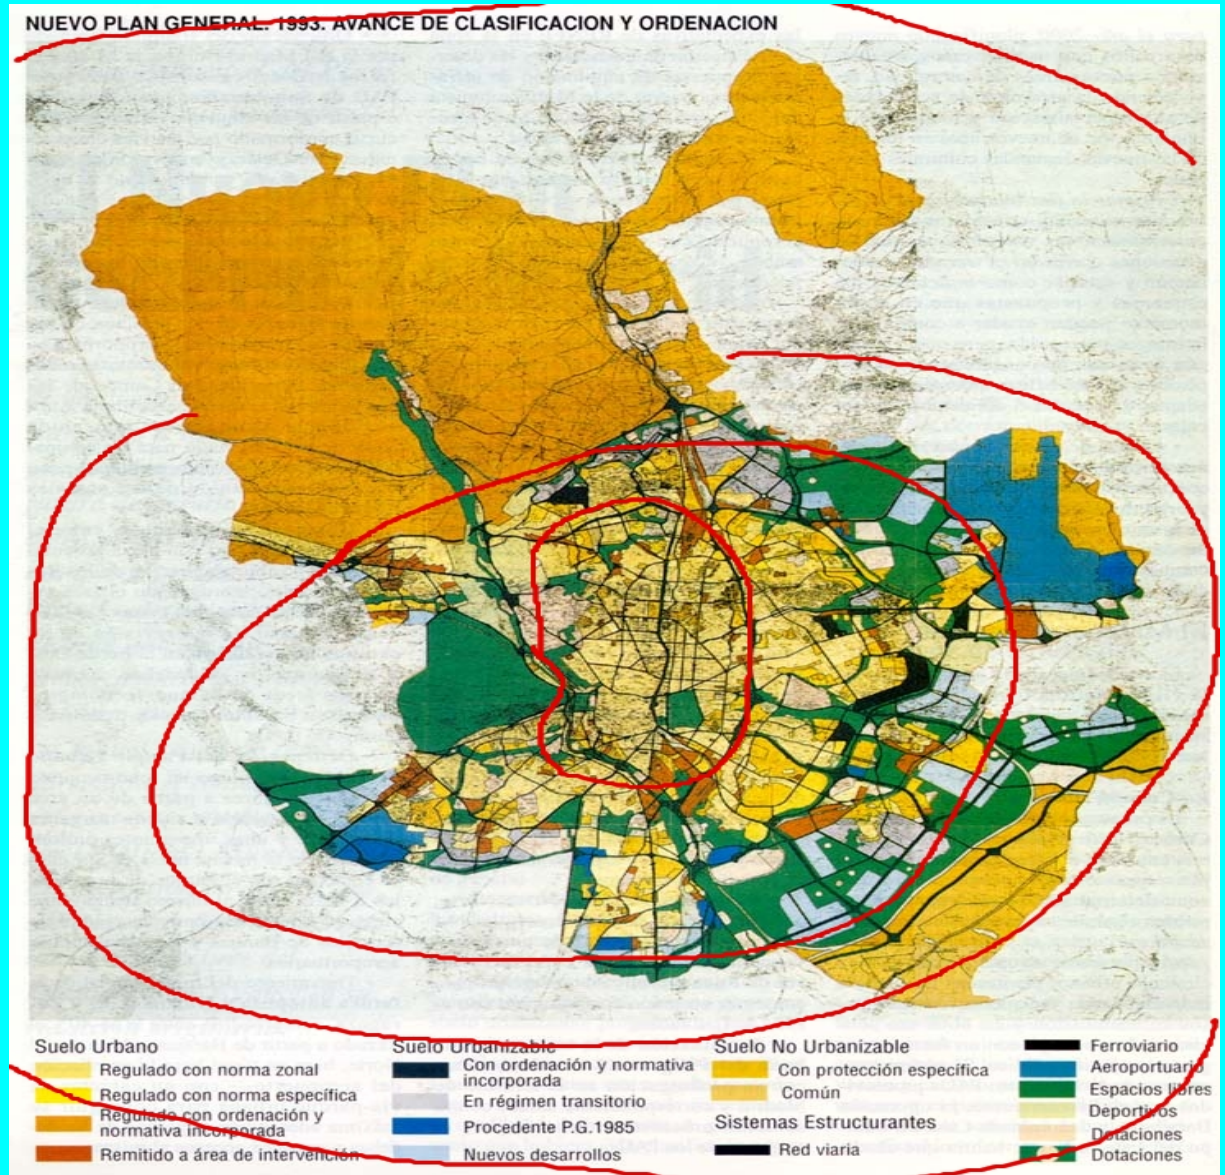 NUEVO PLAN GENERAL. 1993. AVANCE DE CLASIFICACION Y ORDENACION
Suelo Urbano
Regulado con norma zonal
Regulado con norma específica
Regulado con ordenación y
normativa incorporada
Remitido a área de intervención
Suelo Urbanizable
Con ordenación y normativa
incorporada
En régimen transitorio
Procedente P.G.1985
Nuevos desarrollos
Suelo No Urbanizable
Con protección específica
Común
Sistemas Estructurantes
Red viaria
Ferroviario
Aeroportuario
Espacios libres
Deportivos
Dotaciones
Dotaciones